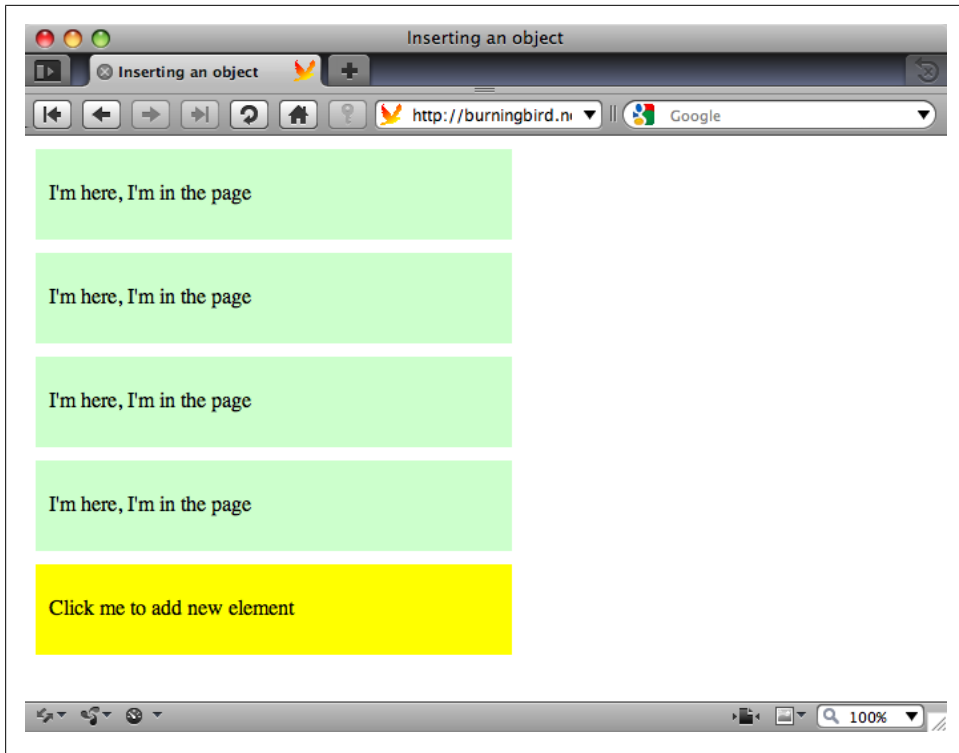 Inserting an object
Inserting an object
http://burningbird.n
Google
I'm here, I'm in the page
I'm here, I'm in the page
I'm here, I'm in the page
I'm here, I'm in the page
Click me to add new element
100%